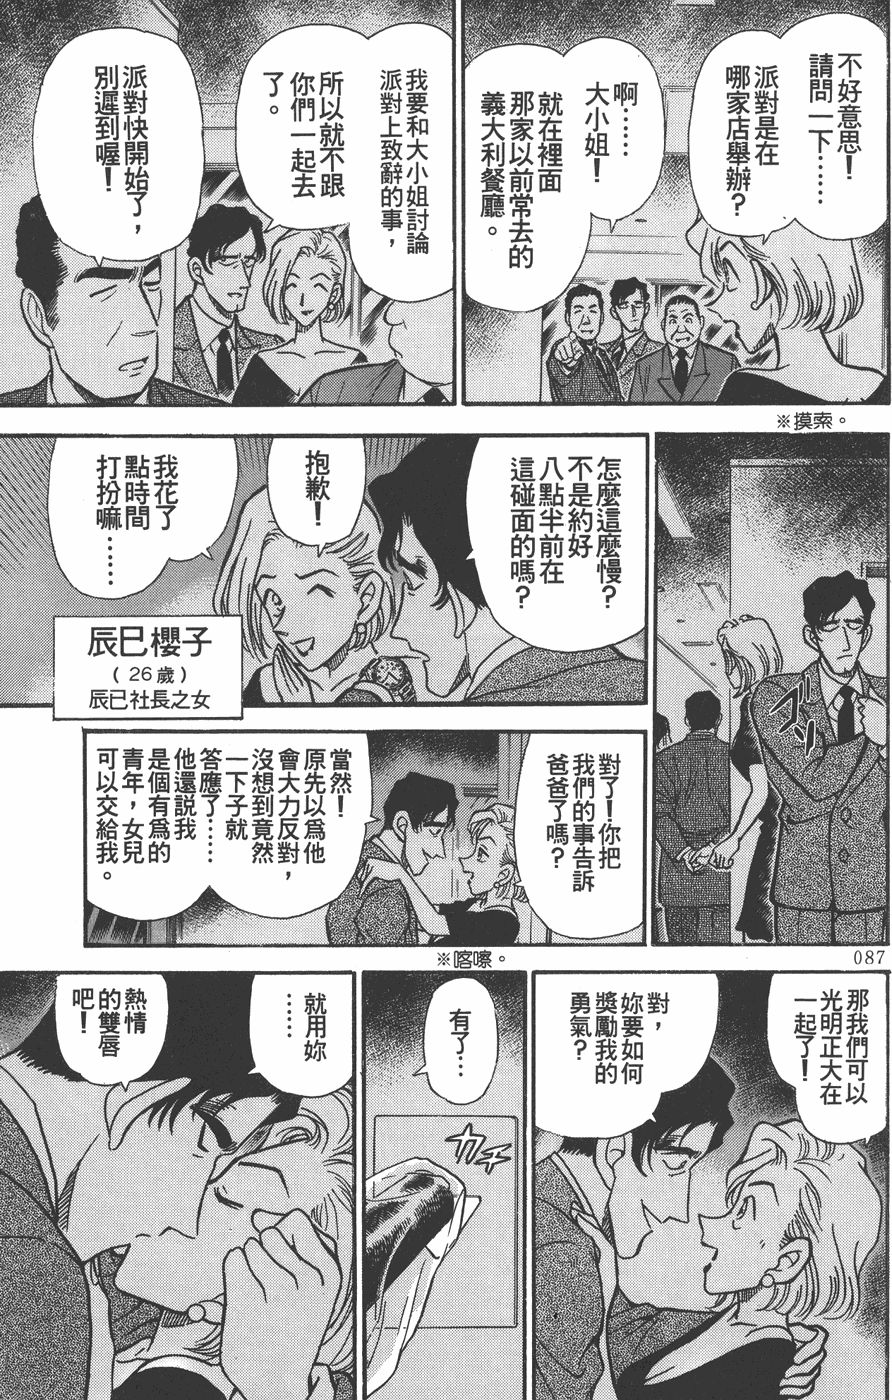 不好意思！
請問一下……
派對是在
哪家店舉辦？
啊……
大小姐！
就在裡面
那家以前常去的
義大利餐廳。
我要和大小姐討論
派對上致辭的事，
所以就不跟
你們一起去
了。
派對快開始了，
別遲到喔！
※摸索。
怎麼這麼慢？
不是約好
八點半前在
這碰面的嗎？
抱歉！
我花了
點時間
打扮嘛
……
辰巳櫻子
（26歲）
辰巳社長之女
對了！你把
我們的事告訴
爸爸了嗎？
當然！
原先以為他
會大力反對，
沒想到竟然
一下子就
答應了……
他還說我
是個有為的
青年，女兒
可以交給我。
087
※喀嚓。
那我們可以
光明正大在
一起了！
對，
妳要如何
獎勵我的
勇氣？
有了…
カチ
就用妳
……
熱情
的雙唇
吧！